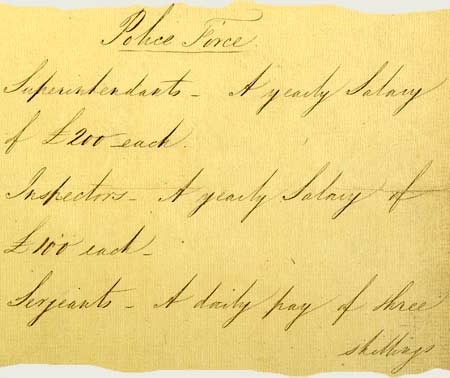 Police Force
Superintendants - A yearly Salary
of £200 each.
Inspectors - A yearly Salary of
£100 each -
Serjeants - A daily pay of three
shillings